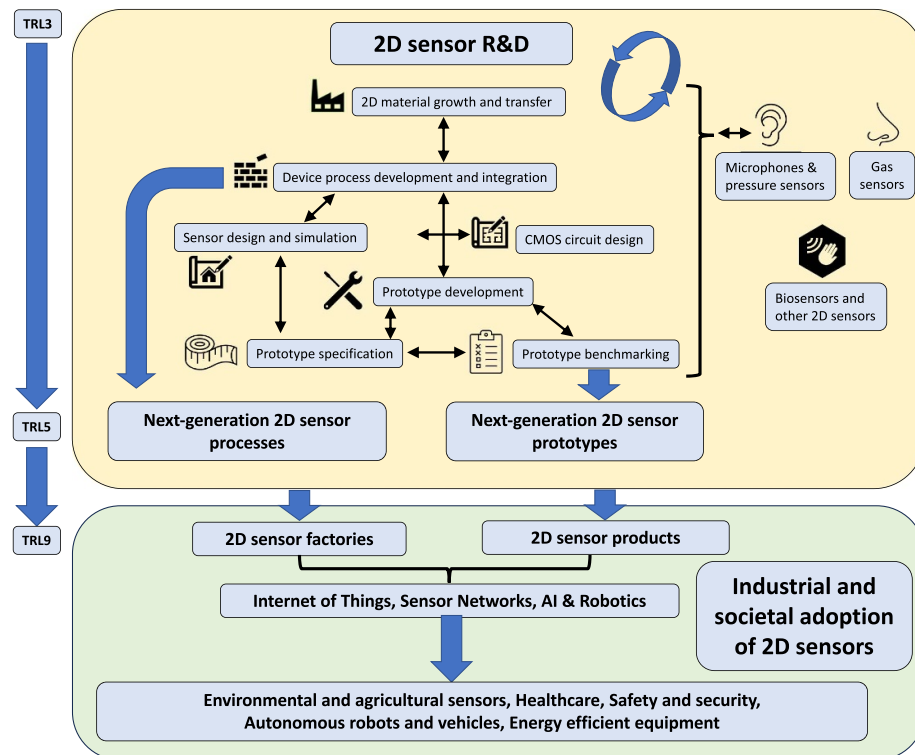 TRL3
2D sensor R&D
2D material growth and transfer
Device process development and integration
Sensor design and simulation
CMOS circuit design
Prototype development
Prototype specification
Prototype benchmarking
Microphones &
pressure sensors
Gas
sensors
Biosensors and
other 2D sensors
TRL5
Next-generation 2D sensor
processes
Next-generation 2D sensor
prototypes
TRL9
2D sensor factories
2D sensor products
Internet of Things, Sensor Networks, AI & Robotics
Industrial and
societal adoption
of 2D sensors
Environmental and agricultural sensors, Healthcare, Safety and security,
Autonomous robots and vehicles, Energy efficient equipment